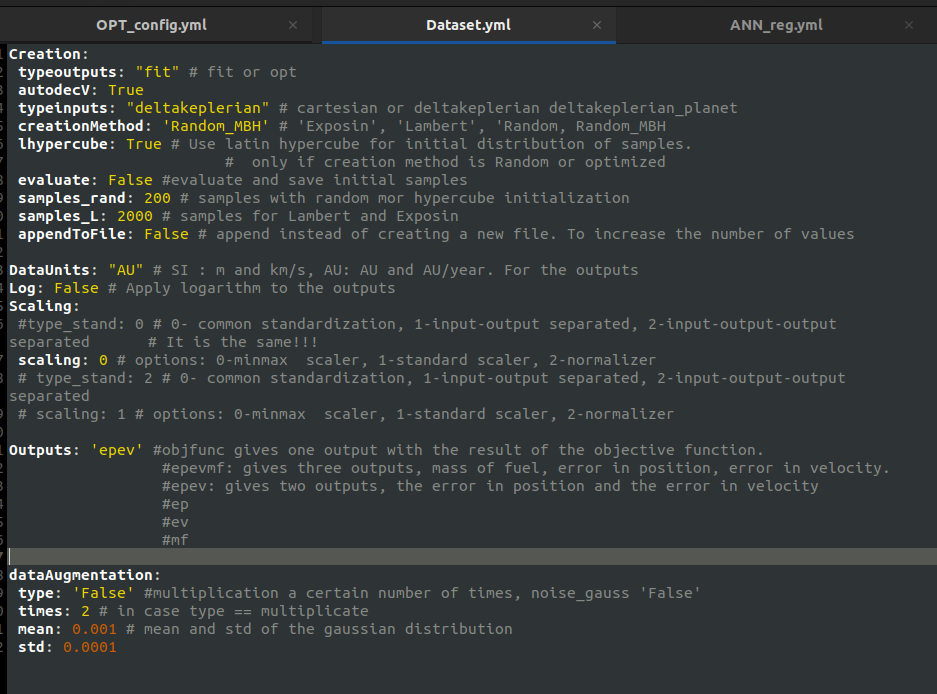 OPT_config.yml × Dataset.yml × ANN_reg.yml ×
Creation:
typeoutputs: "fit" # fit or opt
autodecV: True
typeinputs: "deltakeplerian" # cartesian or deltakeplerian deltakeplerian_planet
creationMethod: 'Random_MBH' # 'Exposin', 'Lambert', 'Random, Random_MBH
lhypercube: True # Use latin hypercube for initial distribution of samples.
# only if creation method is Random or optimized
evaluate: False #evaluate and save initial samples
samples_rand: 200 # samples with random mor hypercube initialization
samples_L: 2000 # samples for Lambert and Exposin
appendToFile: False # append instead of creating a new file. To increase the number of values
DataUnits: "AU" # SI : m and km/s, AU: AU and AU/year. For the outputs
Log: False # Apply logarithm to the outputs
Scaling:
#type_stand: 0 # 0- common standardization, 1-input-output separated, 2-input-output-output
separated # It is the same!!!
scaling: 0 # options: 0-minmax scaler, 1-standard scaler, 2-normalizer
# type_stand: 2 # 0- common standardization, 1-input-output separated, 2-input-output-output
separated
# scaling: 1 # options: 0-minmax scaler, 1-standard scaler, 2-normalizer
Outputs: 'epev' #objfunc gives one output with the result of the objective function.
#epevmf: gives three outputs, mass of fuel, error in position, error in velocity.
#epev: gives two outputs, the error in position and the error in velocity
#ep
#ev
#mf
dataAugmentation:
type: 'False' #multiplication a certain number of times, noise_gauss 'False'
times: 2 # in case type == multiplicate
mean: 0.001 # mean and std of the gaussian distribution
std: 0.0001